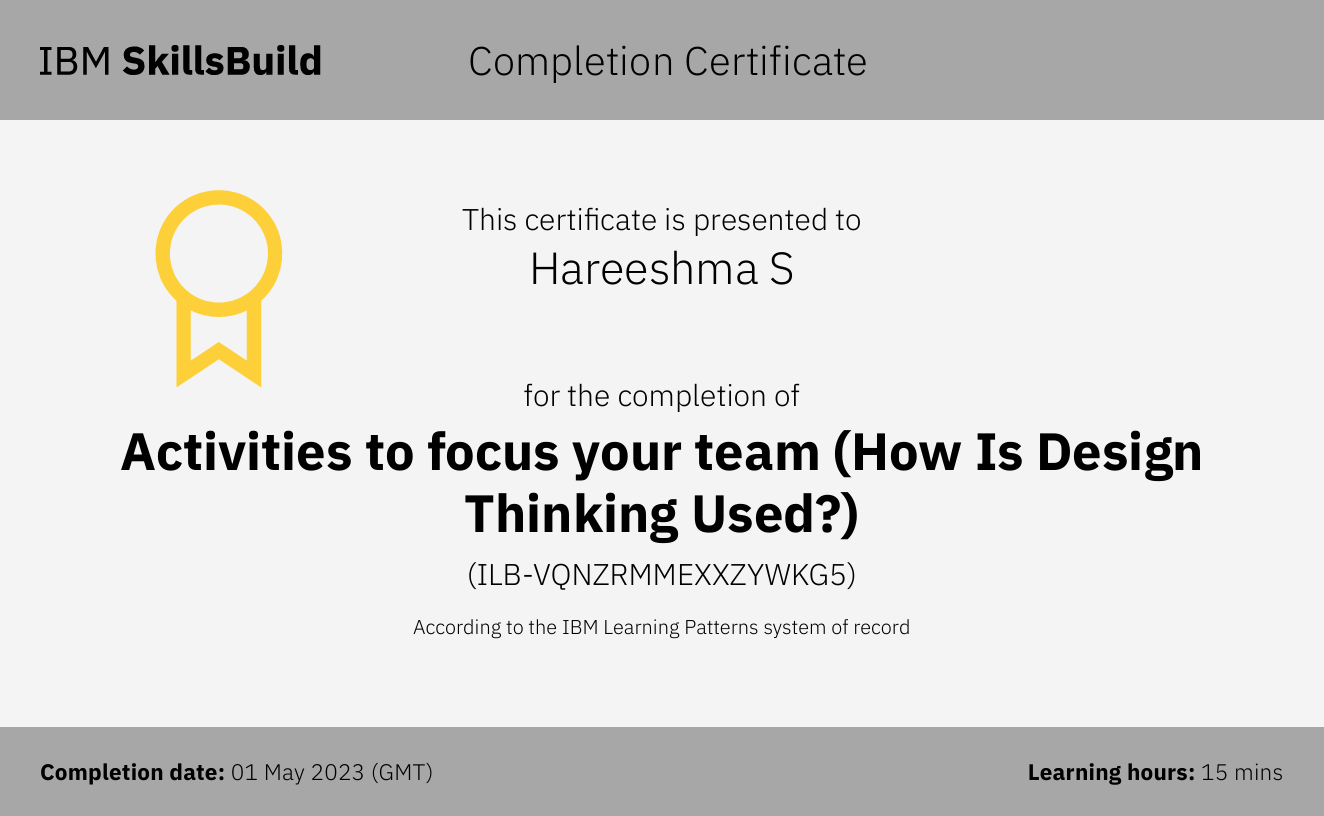 IBM SkillsBuild
Completion Certificate
This certificate is presented to
Hareeshma S
for the completion of
Activities to focus your team (How Is Design
Thinking Used?)
(ILB-VQNZRMMEXXZYWKG5)
According to the IBM Learning Patterns system of record
Completion date: 01 May 2023 (GMT)
Learning hours: 15 mins